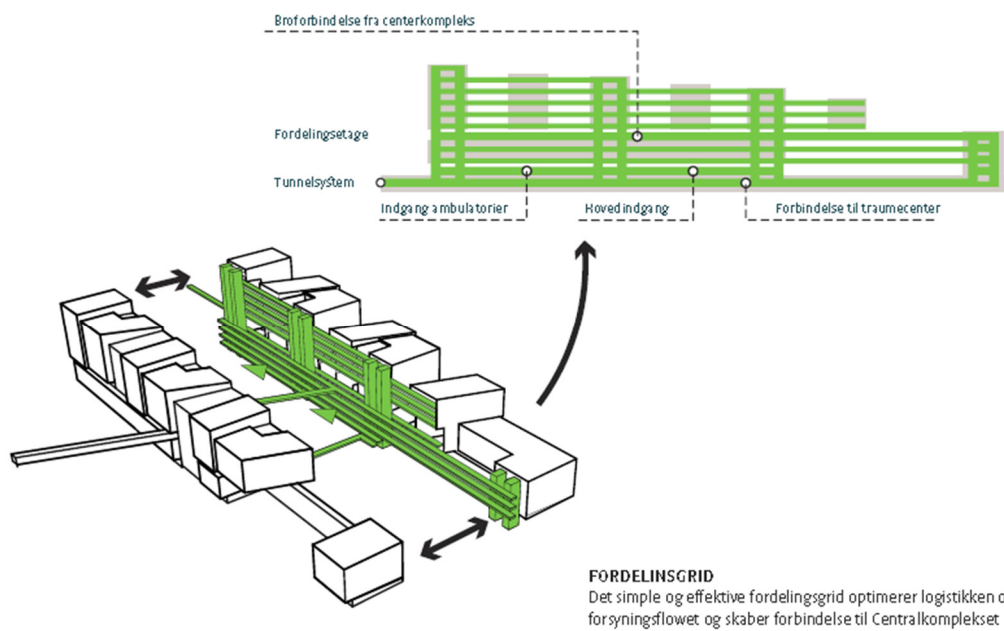 Broforbindelse fra centerkompleks
Fordelingsetage
Tunnelsystem
Indgang ambulatorier
Hovedindgang
Forbindelse til traumecenter
FORDELINSGRID
Det simple og effektive fordelingsgrid optimerer logistikken o
forsyningsflowet og skaber forbindelse til Centralkomplekset